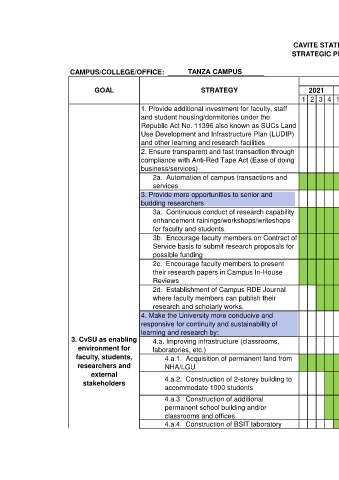 CAVITE STAT
STRATEGIC P
CAMPUS/COLLEGE/OFFICE: TANZA CAMPUS
GOAL STRATEGY 2021
1 2 3 4 1
1. Provide additional investment for faculty, staff
and student housing/dormitories under the
Republic Act No. 11396 also known as SUCs Land
Use Development and Infrastructure Plan (LUDIP)
and other learning and research facilities
2. Ensure transparent and fast transaction through
compliance with Anti-Red Tape Act (Ease of doing
business/services)
2a. Automation of campus transactions and
services
3. Provide more opportunities to senior and
budding researchers
3a. Continuous conduct of research capability
enhancement rainings/workshops/writeshops
for faculty and students.
3b. Encourage faculty members on Contract of
Service basis to submit research proposals for
possible funding
2c. Encourage faculty members to present
their research papers in Campus In-House
Reviews
2d. Establishment of Campus RDE Journal
where faculty members can publish their
research and scholarly works.
4. Make the University more conducive and
responsive for continuity and sustainability of
learning and research by:
3. CvSU as enabling
environment for
faculty, students,
researchers and
external
stakeholders
4.a. Improving infrastructure (classrooms,
laboratories, etc.)
4.a.1. Acquisition of permanent land from
NHA/LGU
4.a.2. Construction of 2-storey building to
accommodate 1000 students
4.a.3. Construction of additional
permanent school building and/or
classrooms and offices
4.a.4. Construction of BSIT laboratory